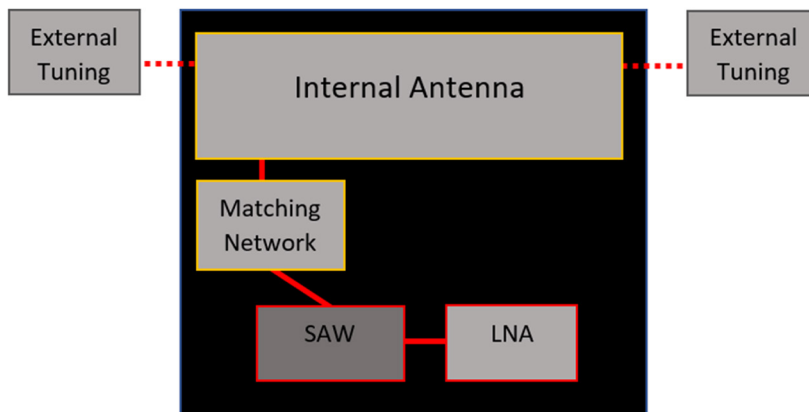 External
Tuning
External
Tuning
Internal Antenna
Matching
Network
SAW
LNA